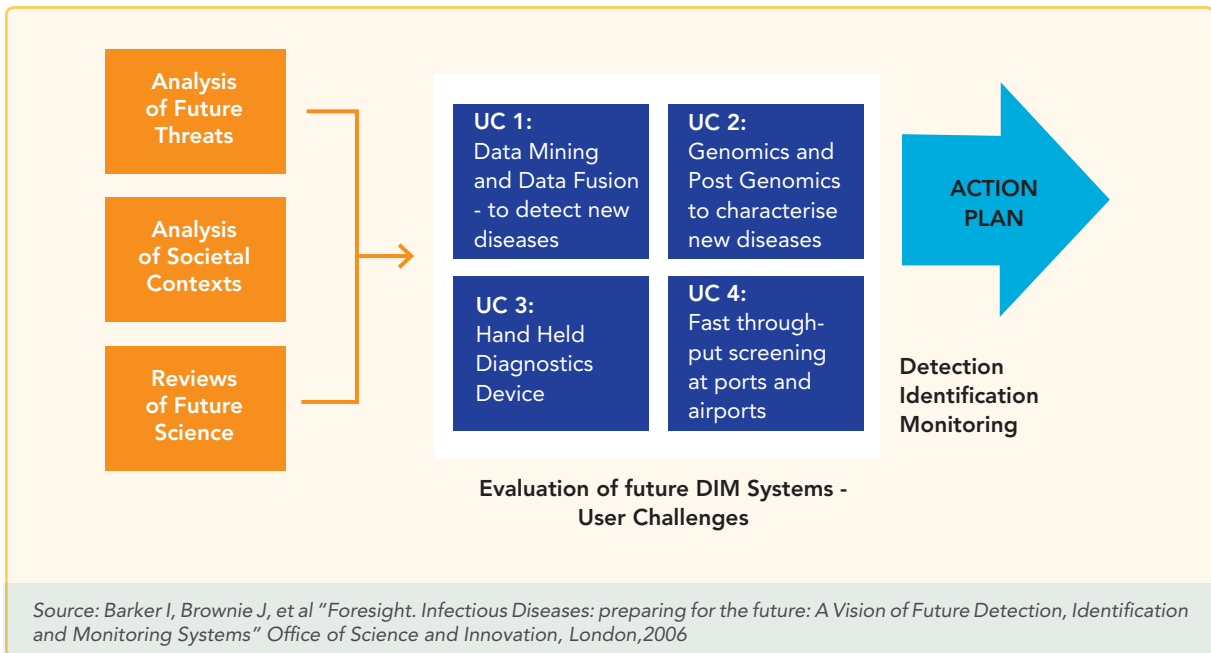 Analysis
of Future
Threats
Analysis
of Societal
Contexts
Reviews
of Future
Science
UC 1:
Data Mining
and Data Fusion
- to detect new
diseases
UC 2:
Genomics and
Post Genomics
to characterise
new diseases
UC 3:
Hand Held
Diagnostics
Device
UC 4:
Fast through-
put screening
at ports and
airports
Evaluation of future DIM Systems -
User Challenges
ACTION
PLAN
Detection
Identification
Monitoring
Source: Barker I, Brownie J, et al “Foresight. Infectious Diseases: preparing for the future: A Vision of Future Detection, Identification
and Monitoring Systems” Office of Science and Innovation, London,2006